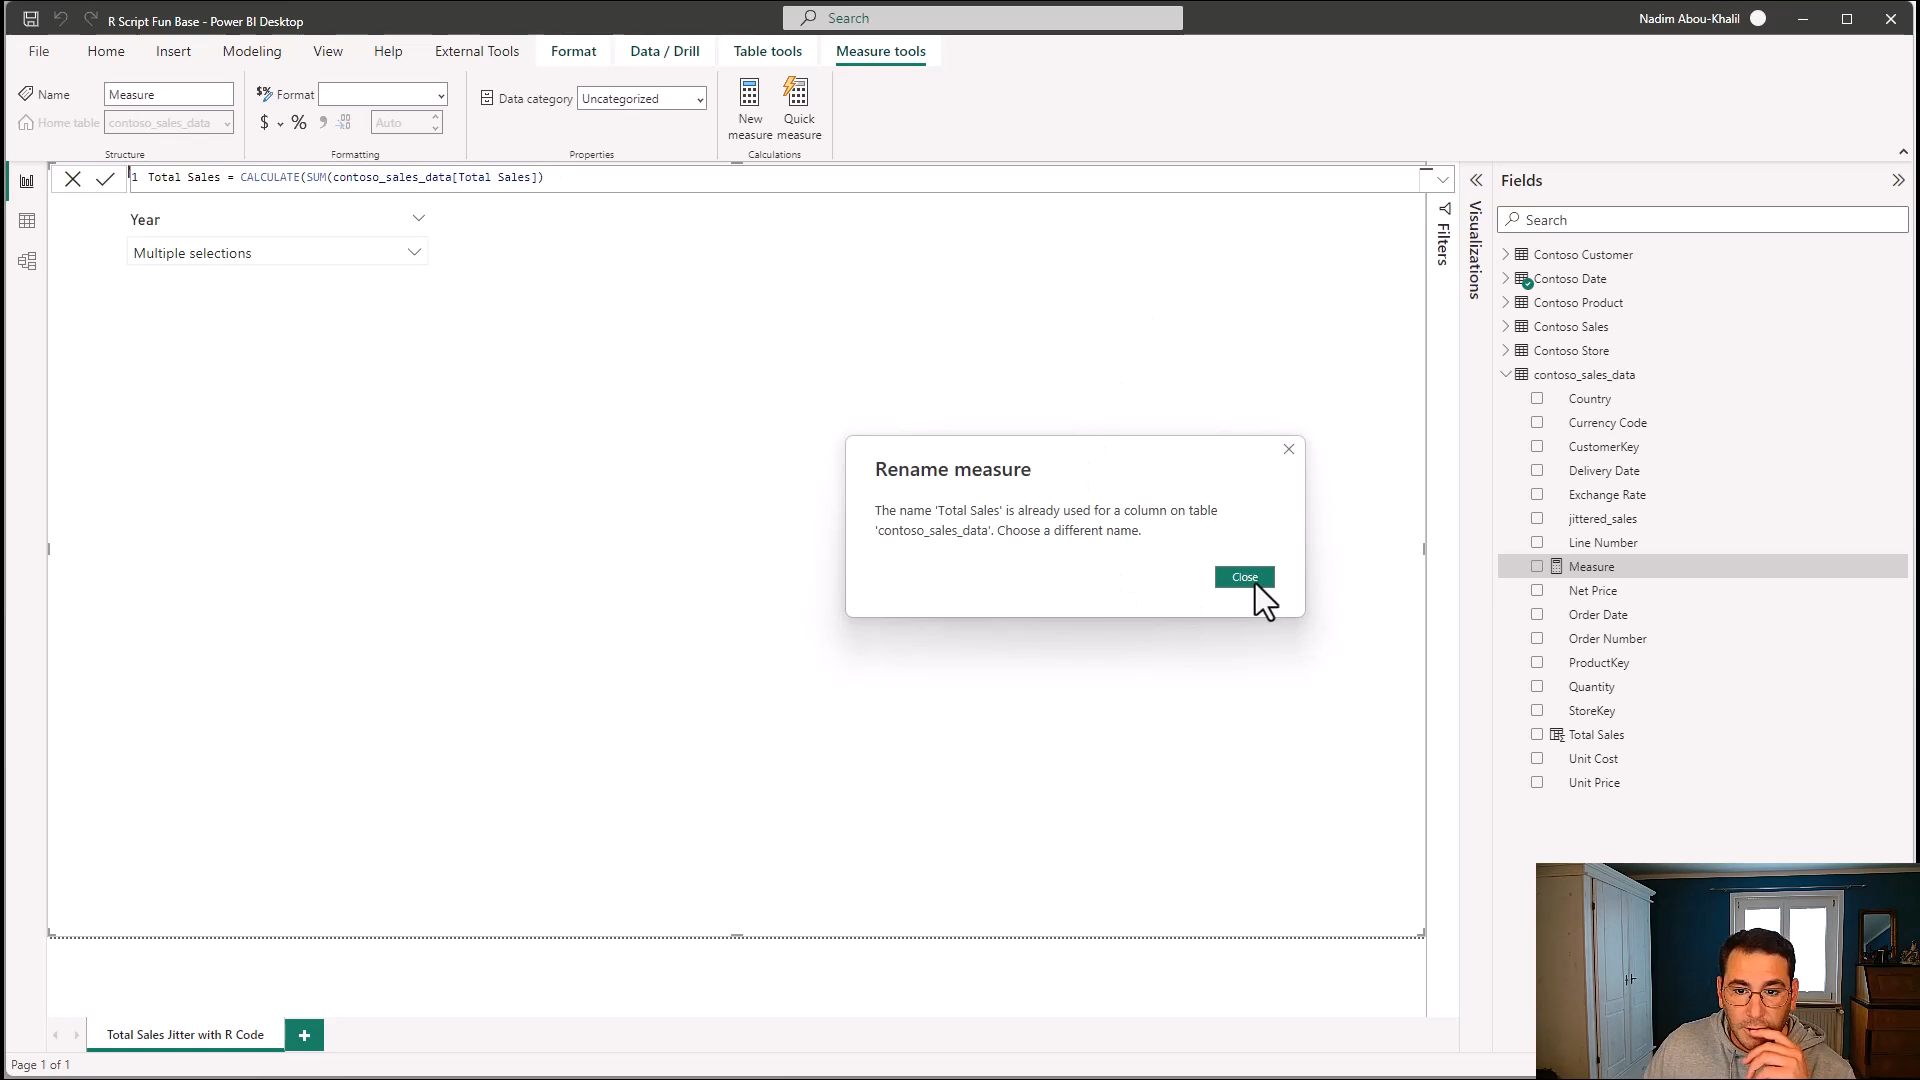 R Script Fun Base - Power BI Desktop
Search
Nadim Abou-Khalil
File Home Insert Modeling View Help External Tools Format Data / Drill Table tools Measure tools
Name Measure
Home table contoso_sales_data
Structure
$% Format
$ % 9 .00
Auto
Formatting
Data category Uncategorized
Properties
New measure
Quick measure
Calculations
1 Total Sales = CALCULATE(SUM(contoso_sales_data[Total Sales])
Year
Multiple selections
Filters
Visualizations
Fields
Search
Contoso Customer
Contoso Date
Contoso Product
Contoso Sales
Contoso Store
contoso_sales_data
Country
Currency Code
CustomerKey
Delivery Date
Exchange Rate
jittered_sales
Line Number
Measure
Net Price
Order Date
Order Number
ProductKey
Quantity
StoreKey
Total Sales
Unit Cost
Unit Price
Rename measure
The name 'Total Sales' is already used for a column on table
'contoso_sales_data'. Choose a different name.
Close
Total Sales Jitter with R Code
Page 1 of 1